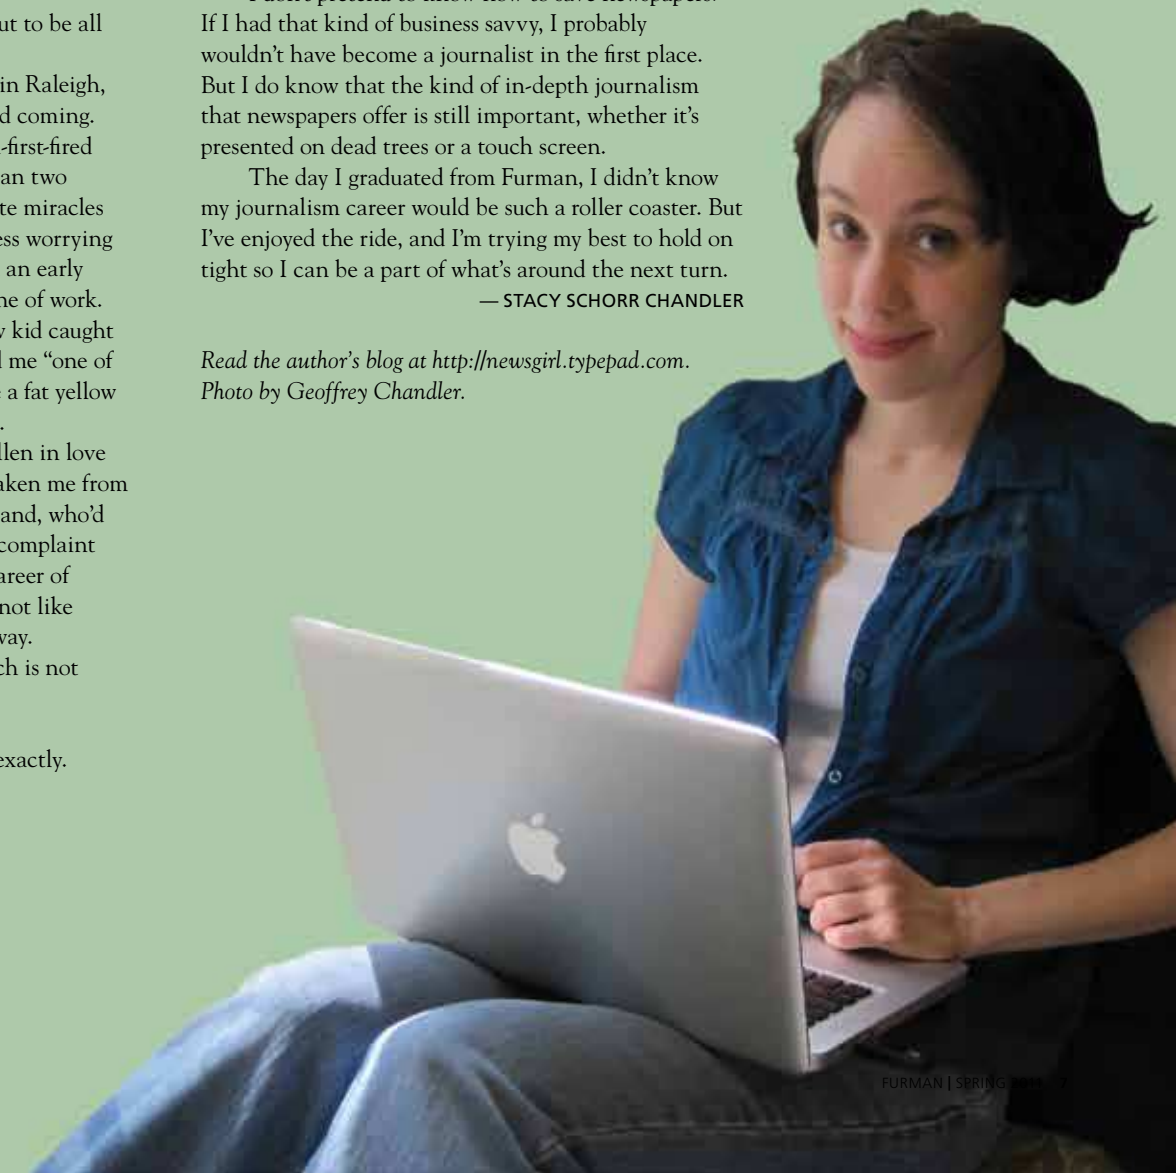 ut to be all
in Raleigh,
d coming.
-first-fired
an two
te miracles
ess worrying
an early
ne of work.
y kid caught
l me “one of
a fat yellow
.
llen in love
aken me from
and, who’d
complaint
areer of
not like
way.
ch is not
exactly.
If I had that kind of business savvy, I probably
wouldn’t have become a journalist in the first place.
But I do know that the kind of in-depth journalism
that newspapers offer is still important, whether it’s
presented on dead trees or a touch screen.
The day I graduated from Furman, I didn’t know
my journalism career would be such a roller coaster. But
I’ve enjoyed the ride, and I’m trying my best to hold on
tight so I can be a part of what’s around the next turn.
— STACY SCHORR CHANDLER
Read the author’s blog at http://newsgirl.typepad.com.
Photo by Geoffrey Chandler.
FURMAN | SPRING